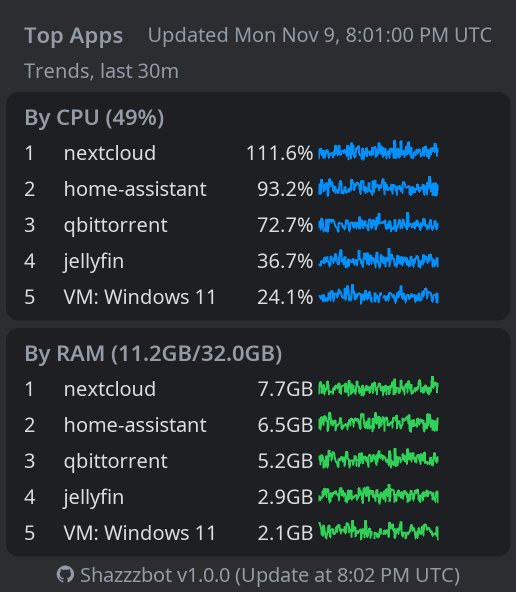 Top Apps Updated Mon Nov 9, 8:01:00 PM UTC
Trends, last 30m
By CPU (49%)
1 nextcloud 111.6%
2 home-assistant 93.2%
3 qbittorrent 72.7%
4 jellyfin 36.7%
5 VM: Windows 11 24.1%
By RAM (11.2GB/32.0GB)
1 nextcloud 7.7GB
2 home-assistant 6.5GB
3 qbittorrent 5.2GB
4 jellyfin 2.9GB
5 VM: Windows 11 2.1GB
Shazzzbot v1.0.0 (Update at 8:02 PM UTC)